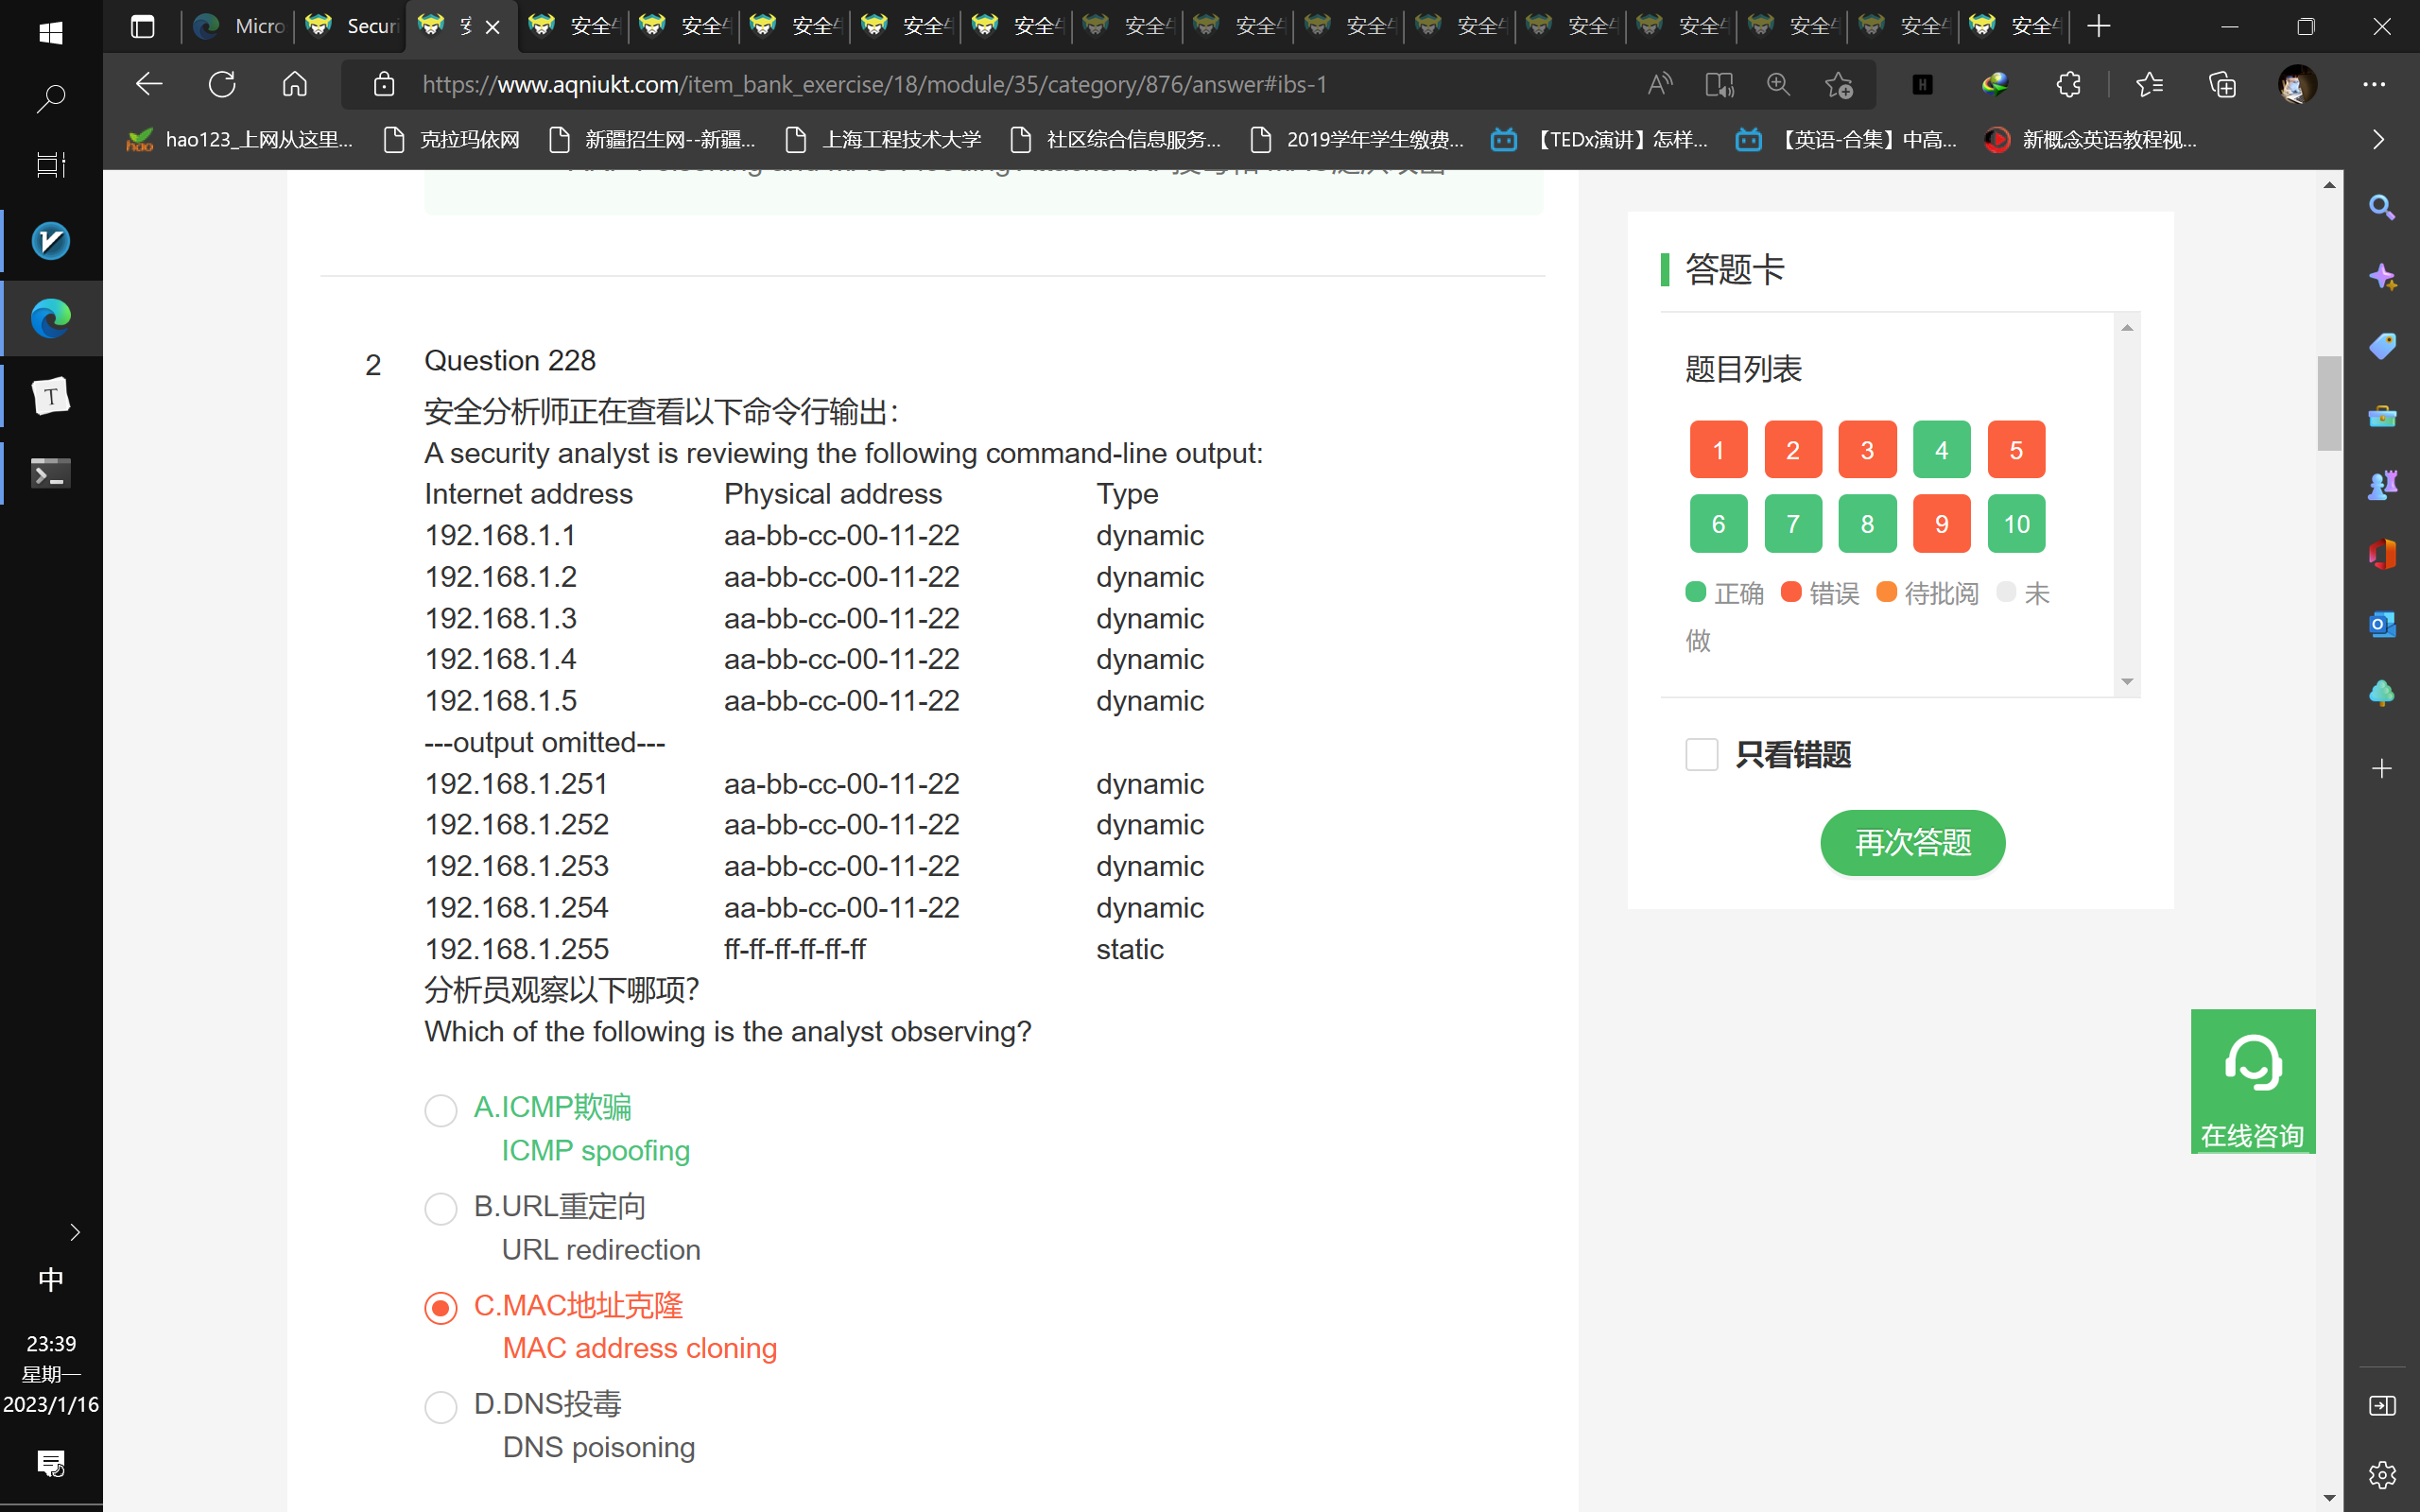 Micro
Securi
安
安全牛
安全牛
安全牛
安全牛
安全牛
安全牛
安全牛
安全牛
安全牛
安全牛
安全牛
安全牛
安全牛
安全牛
https://www.aqniukt.com/item_bank_exercise/18/module/35/category/876/answer#ibs-1
hao123_上网从这里...
克拉玛依网
新疆招生网--新疆...
上海工程技术大学
社区综合信息服务...
2019学年学生缴费...
【TEDx演讲】怎样...
【英语-合集】中高...
新概念英语教程视...
2
Question 228
安全分析师正在查看以下命令行输出：
A security analyst is reviewing the following command-line output:
Internet address Physical address Type
192.168.1.1 aa-bb-cc-00-11-22 dynamic
192.168.1.2 aa-bb-cc-00-11-22 dynamic
192.168.1.3 aa-bb-cc-00-11-22 dynamic
192.168.1.4 aa-bb-cc-00-11-22 dynamic
192.168.1.5 aa-bb-cc-00-11-22 dynamic
---output omitted---
192.168.1.251 aa-bb-cc-00-11-22 dynamic
192.168.1.252 aa-bb-cc-00-11-22 dynamic
192.168.1.253 aa-bb-cc-00-11-22 dynamic
192.168.1.254 aa-bb-cc-00-11-22 dynamic
192.168.1.255 ff-ff-ff-ff-ff-ff static
分析员观察以下哪项？
Which of the following is the analyst observing?
A.ICMP欺骗
ICMP spoofing
B.URL重定向
URL redirection
C.MAC地址克隆
MAC address cloning
D.DNS投毒
DNS poisoning
答题卡
题目列表
1 2 3 4 5
6 7 8 9 10
正确 错误 待批阅 未
做
只看错题
再次答题
在线咨询
中
23:39
星期一
2023/1/16